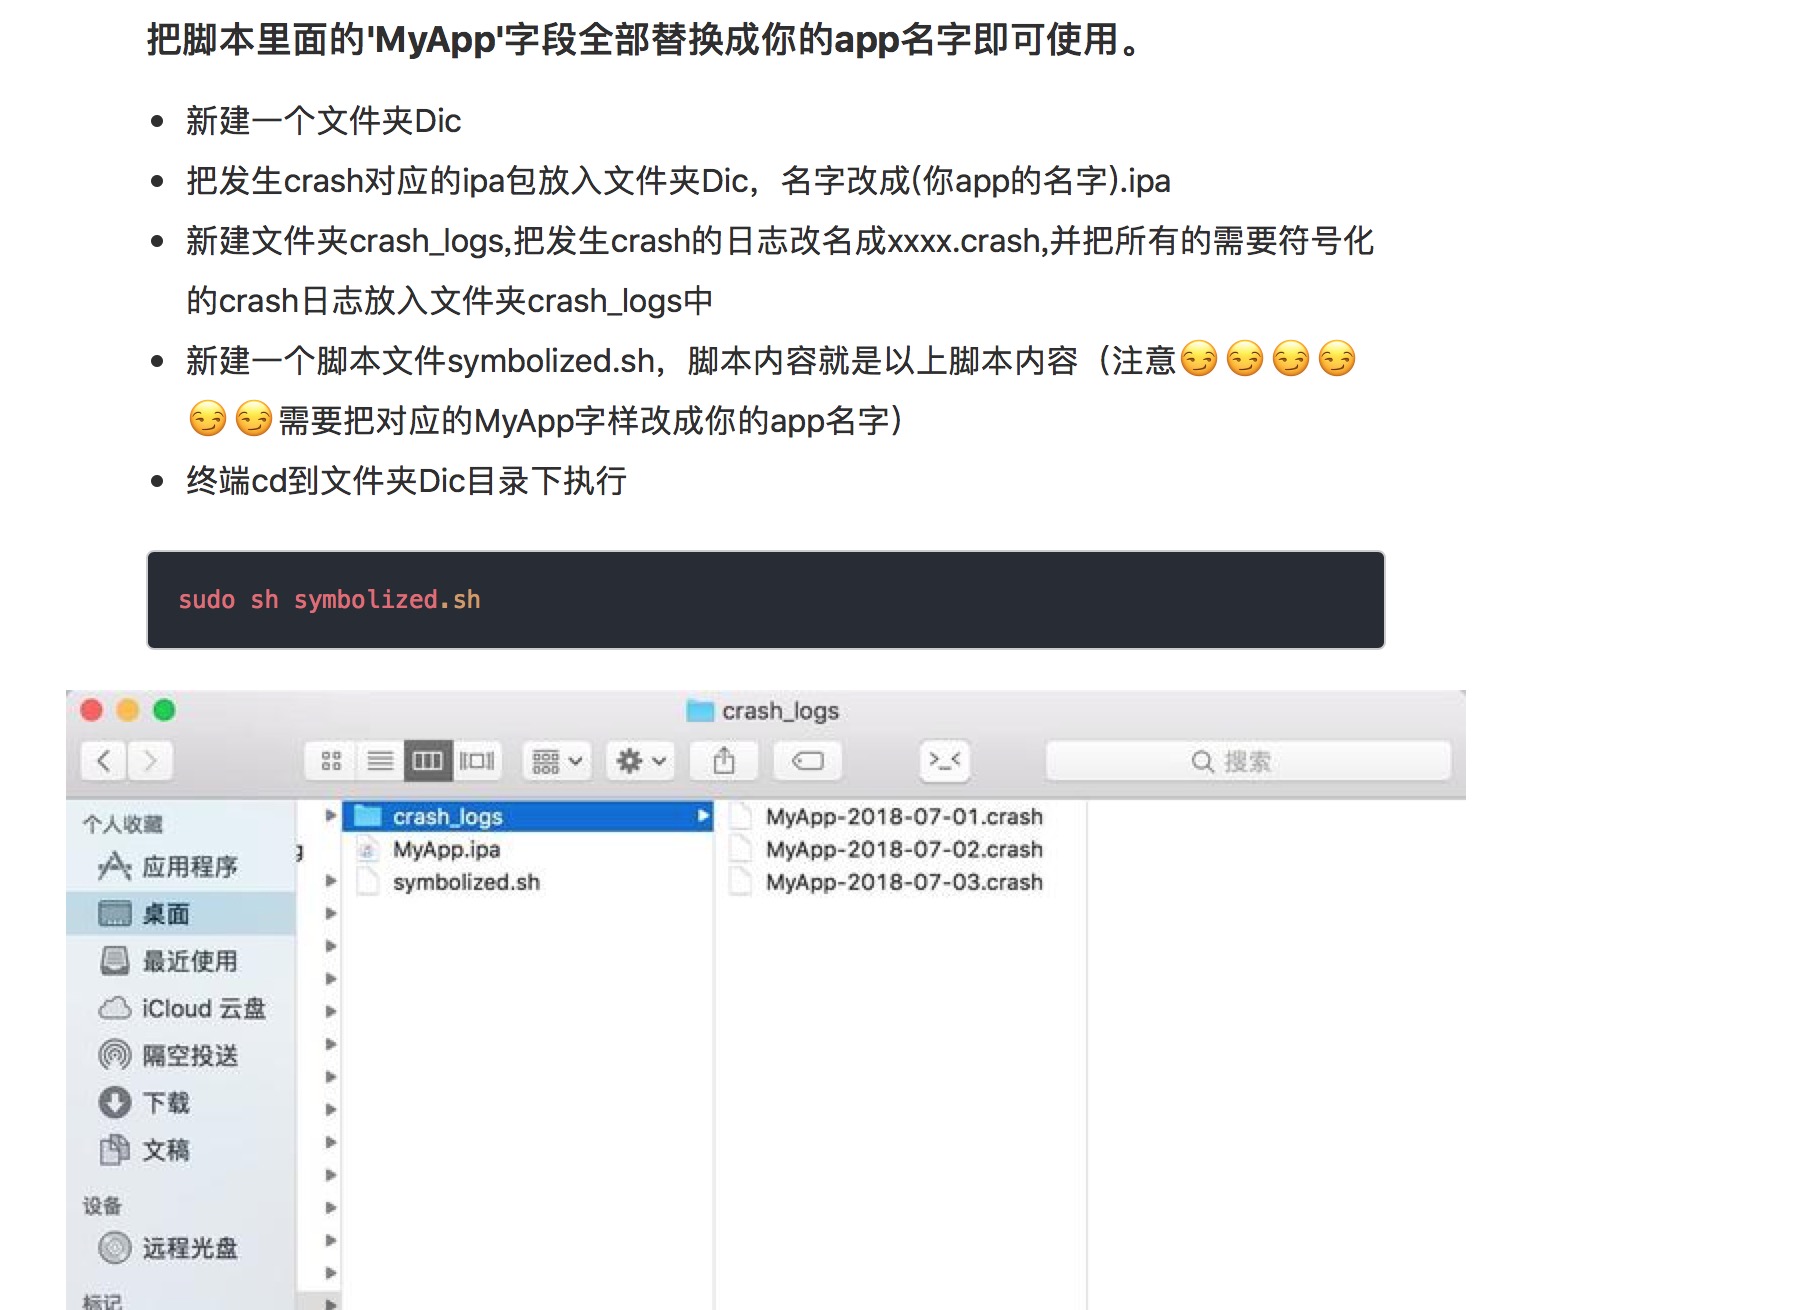 把脚本里面的'MyApp'字段全部替换成你的app名字即可使用。
新建一个文件夹Dic
把发生crash对应的ipa包放入文件夹Dic，名字改成(你app的名字).ipa
新建文件夹crash_logs,把发生crash的日志改名成xxxx.crash,并把所有的需要符号化
的crash日志放入文件夹crash_logs中
新建一个脚本文件symbolized.sh，脚本内容就是以上脚本内容（注意😏😏😏😏
😏😏需要把对应的MyApp字样改成你的app名字）
终端cd到文件夹Dic目录下执行
sudo sh symbolized.sh
crash_logs
搜索
个人收藏
应用程序
桌面
最近使用
iCloud 云盘
隔空投送
下载
文稿
设备
远程光盘
标记
g
crash_logs
MyApp.ipa
symbolized.sh
MyApp-2018-07-01.crash
MyApp-2018-07-02.crash
MyApp-2018-07-03.crash